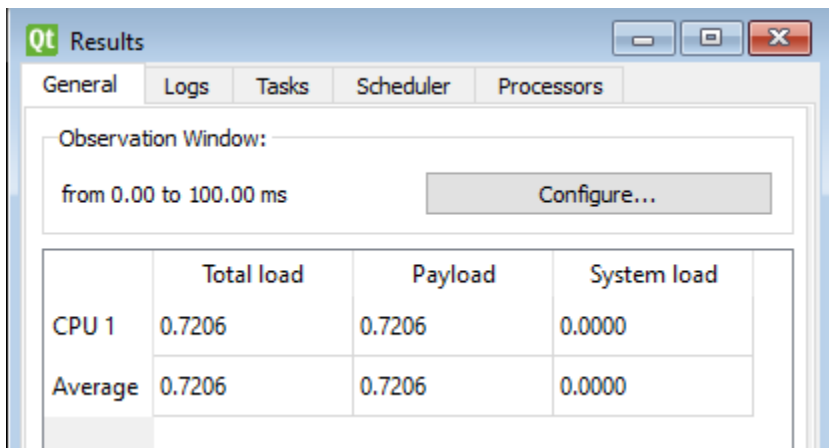 Qt Results
General Logs Tasks Scheduler Processors
Observation Window:
from 0.00 to 100.00 ms Configure...
Total load Payload System load
CPU 1 0.7206 0.7206 0.0000
Average 0.7206 0.7206 0.0000